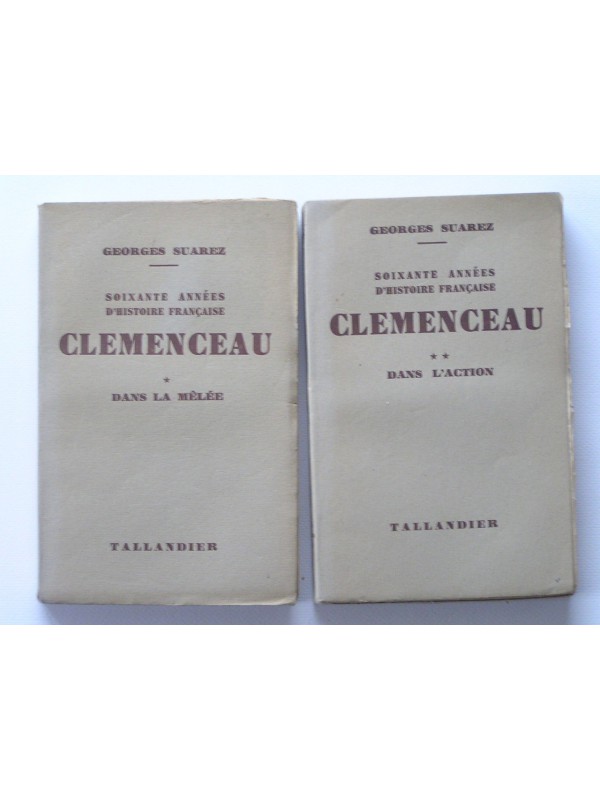 GEORGES SUAREZ
SOIXANTE ANNÉES
D'HISTOIRE FRANÇAISE
CLEMENCEAU
*
DANS LA MÊLÉE
TALLANDIER
GEORGES SUAREZ
SOIXANTE ANNÉES
D'HISTOIRE FRANÇAISE
CLEMENCEAU
* *
DANS L'ACTION
TALLANDIER